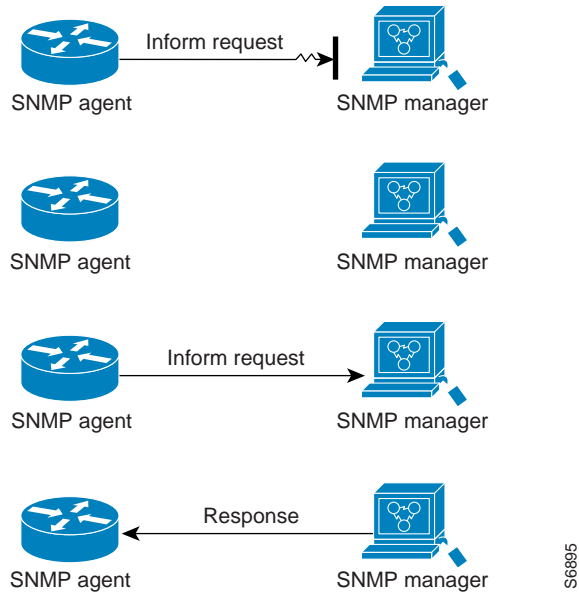 Inform request
SNMP agent
SNMP manager
SNMP agent
SNMP manager
Inform request
SNMP agent
SNMP manager
Response
SNMP agent
SNMP manager
S6895